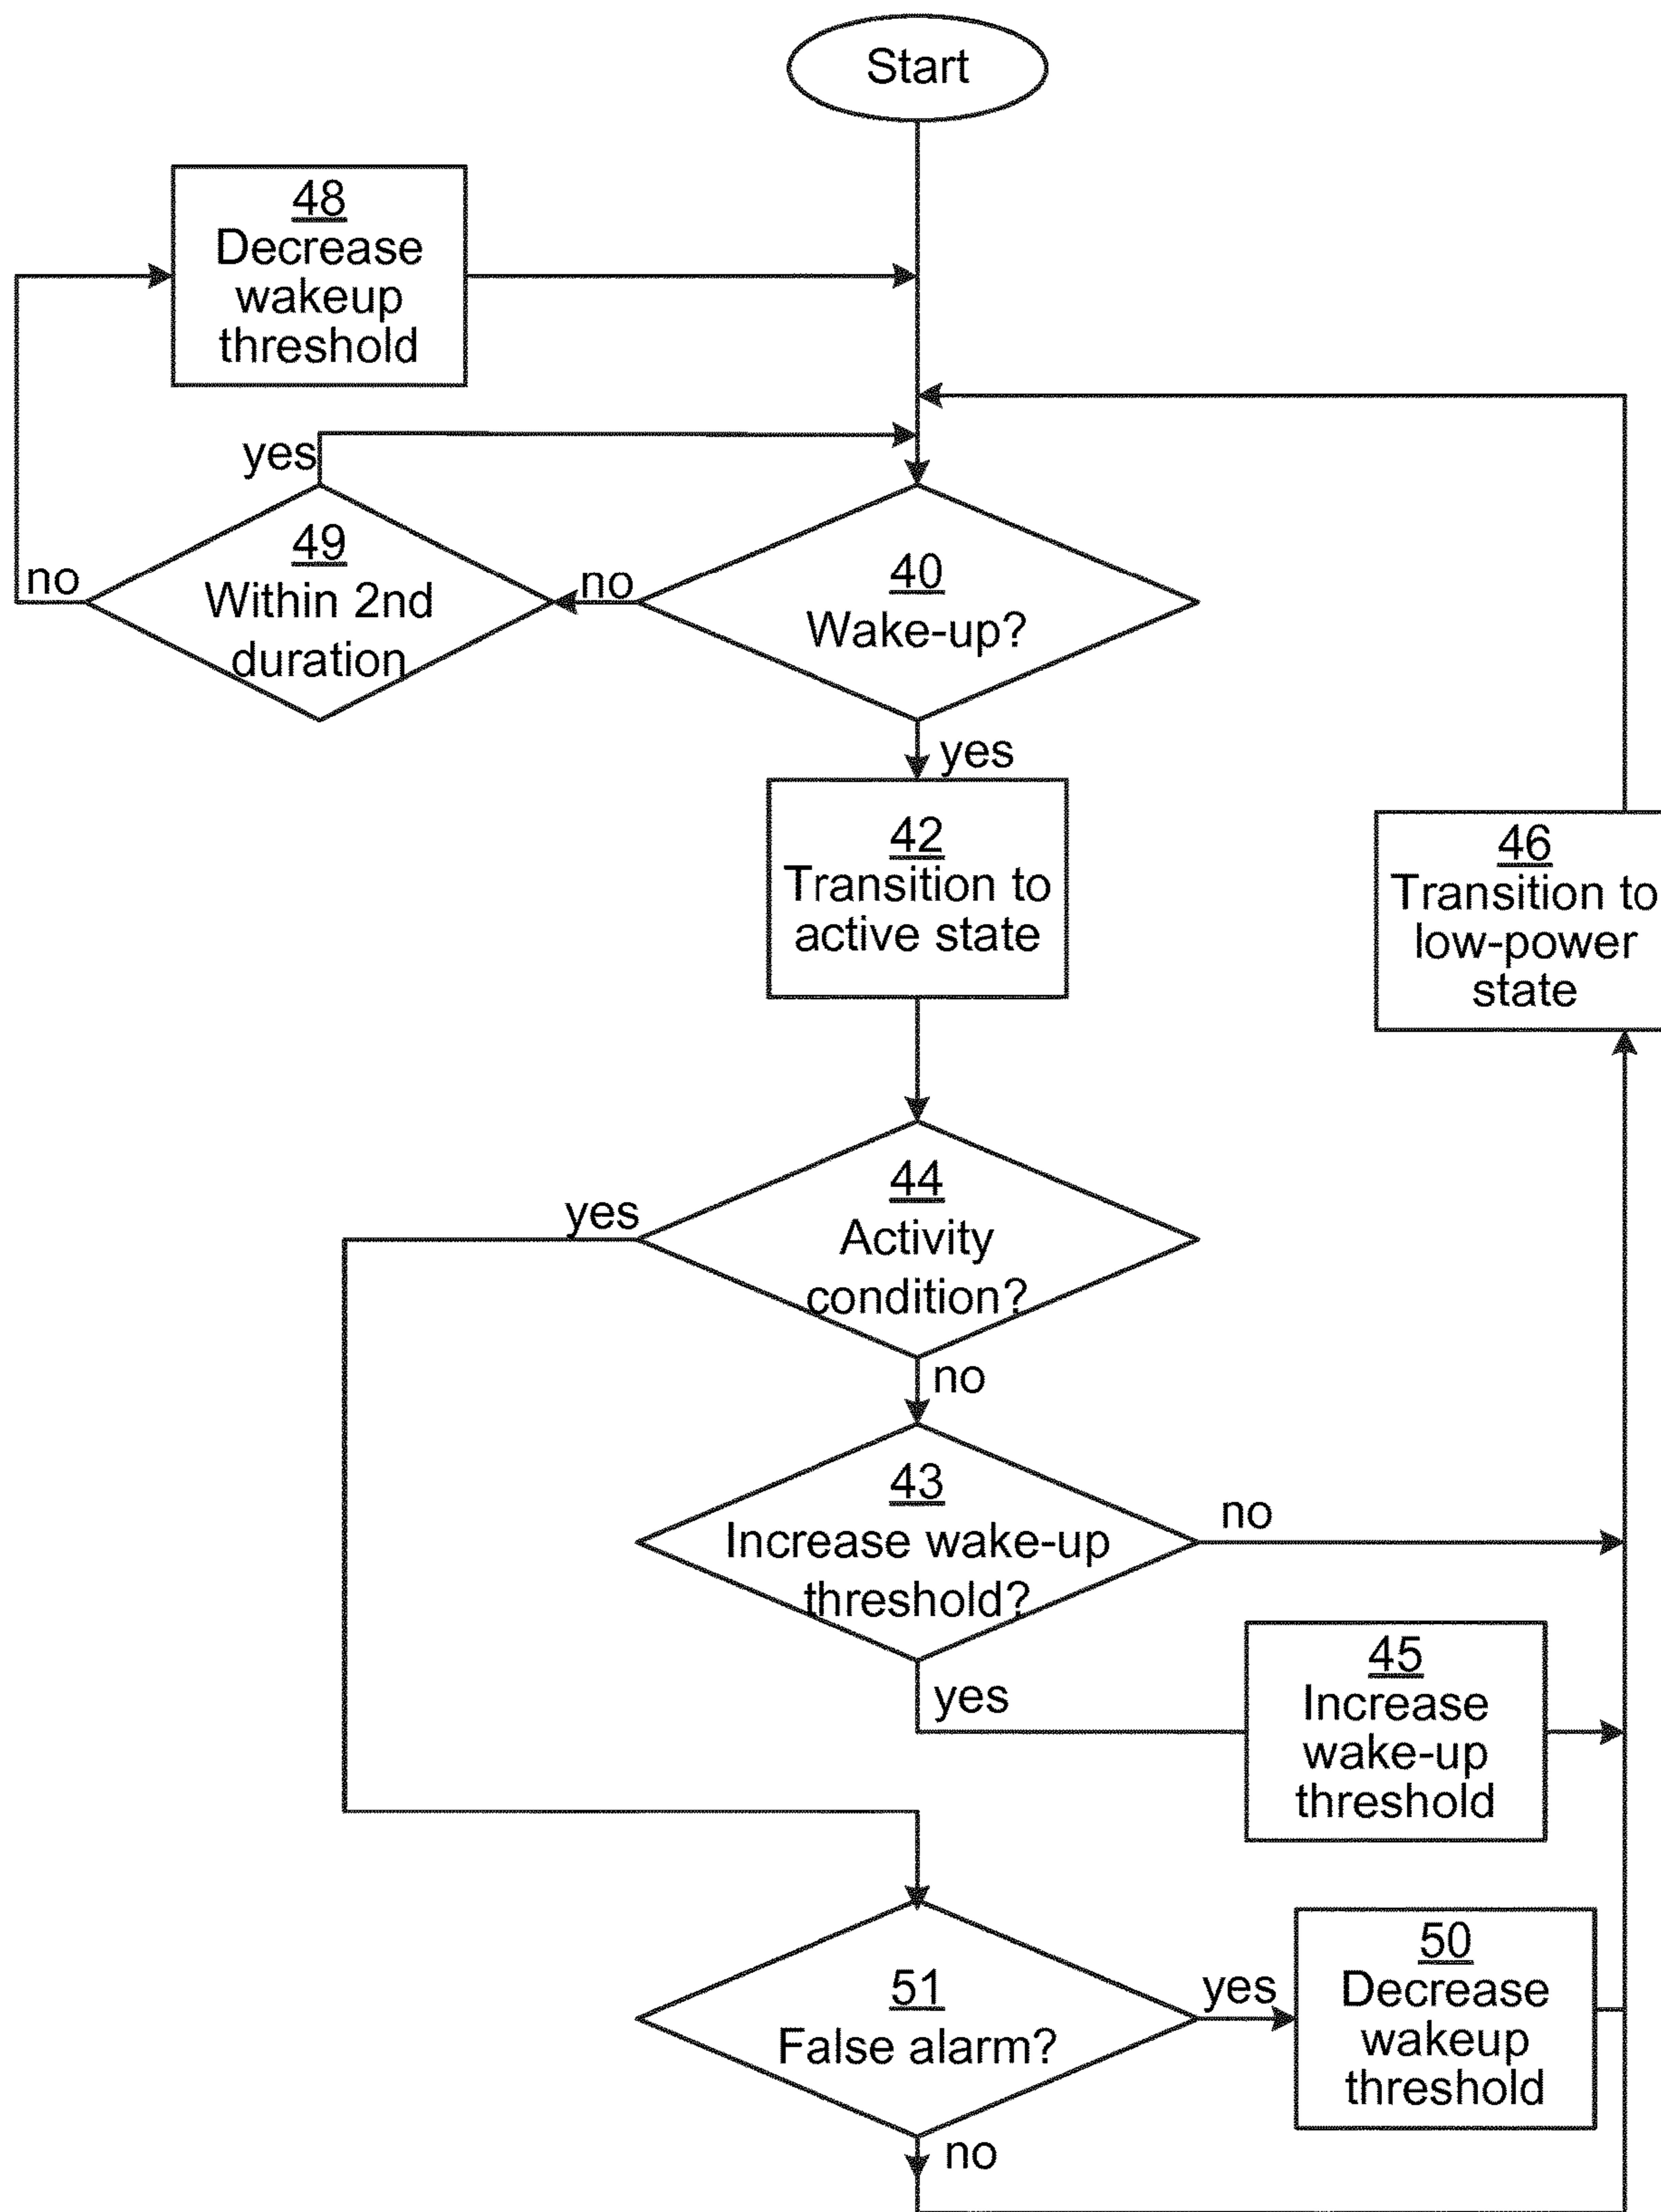 Start
48
Decrease
wakeup
threshold
yes
49
Within 2nd
duration
no
no
40
Wake-up?
yes
42
Transition to
active state
46
Transition to
low-power
state
44
Activity
condition?
yes
no
43
Increase wake-up
threshold?
no
yes
45
Increase
wake-up
threshold
51
False alarm?
yes
50
Decrease
wakeup
threshold
no